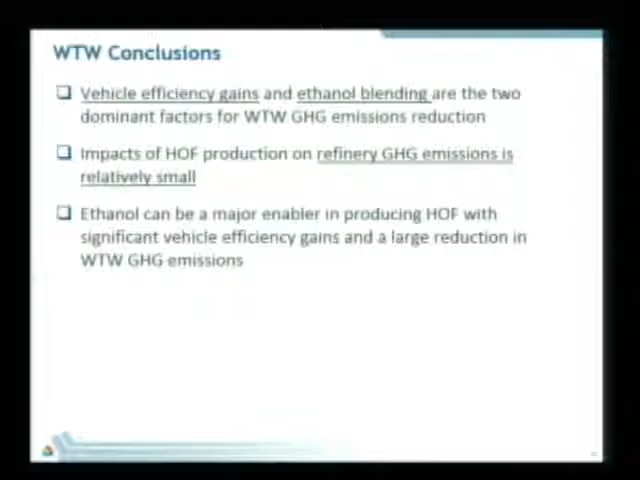 WTW Conclusions
Vehicle efficiency gains and ethanol blending are the two
dominant factors for WTW GHG emissions reduction
Impacts of HOF production on refinery GHG emissions is
relatively small
Ethanol can be a major enabler in producing HOF with
significant vehicle efficiency gains and a large reduction in
WTW GHG emissions